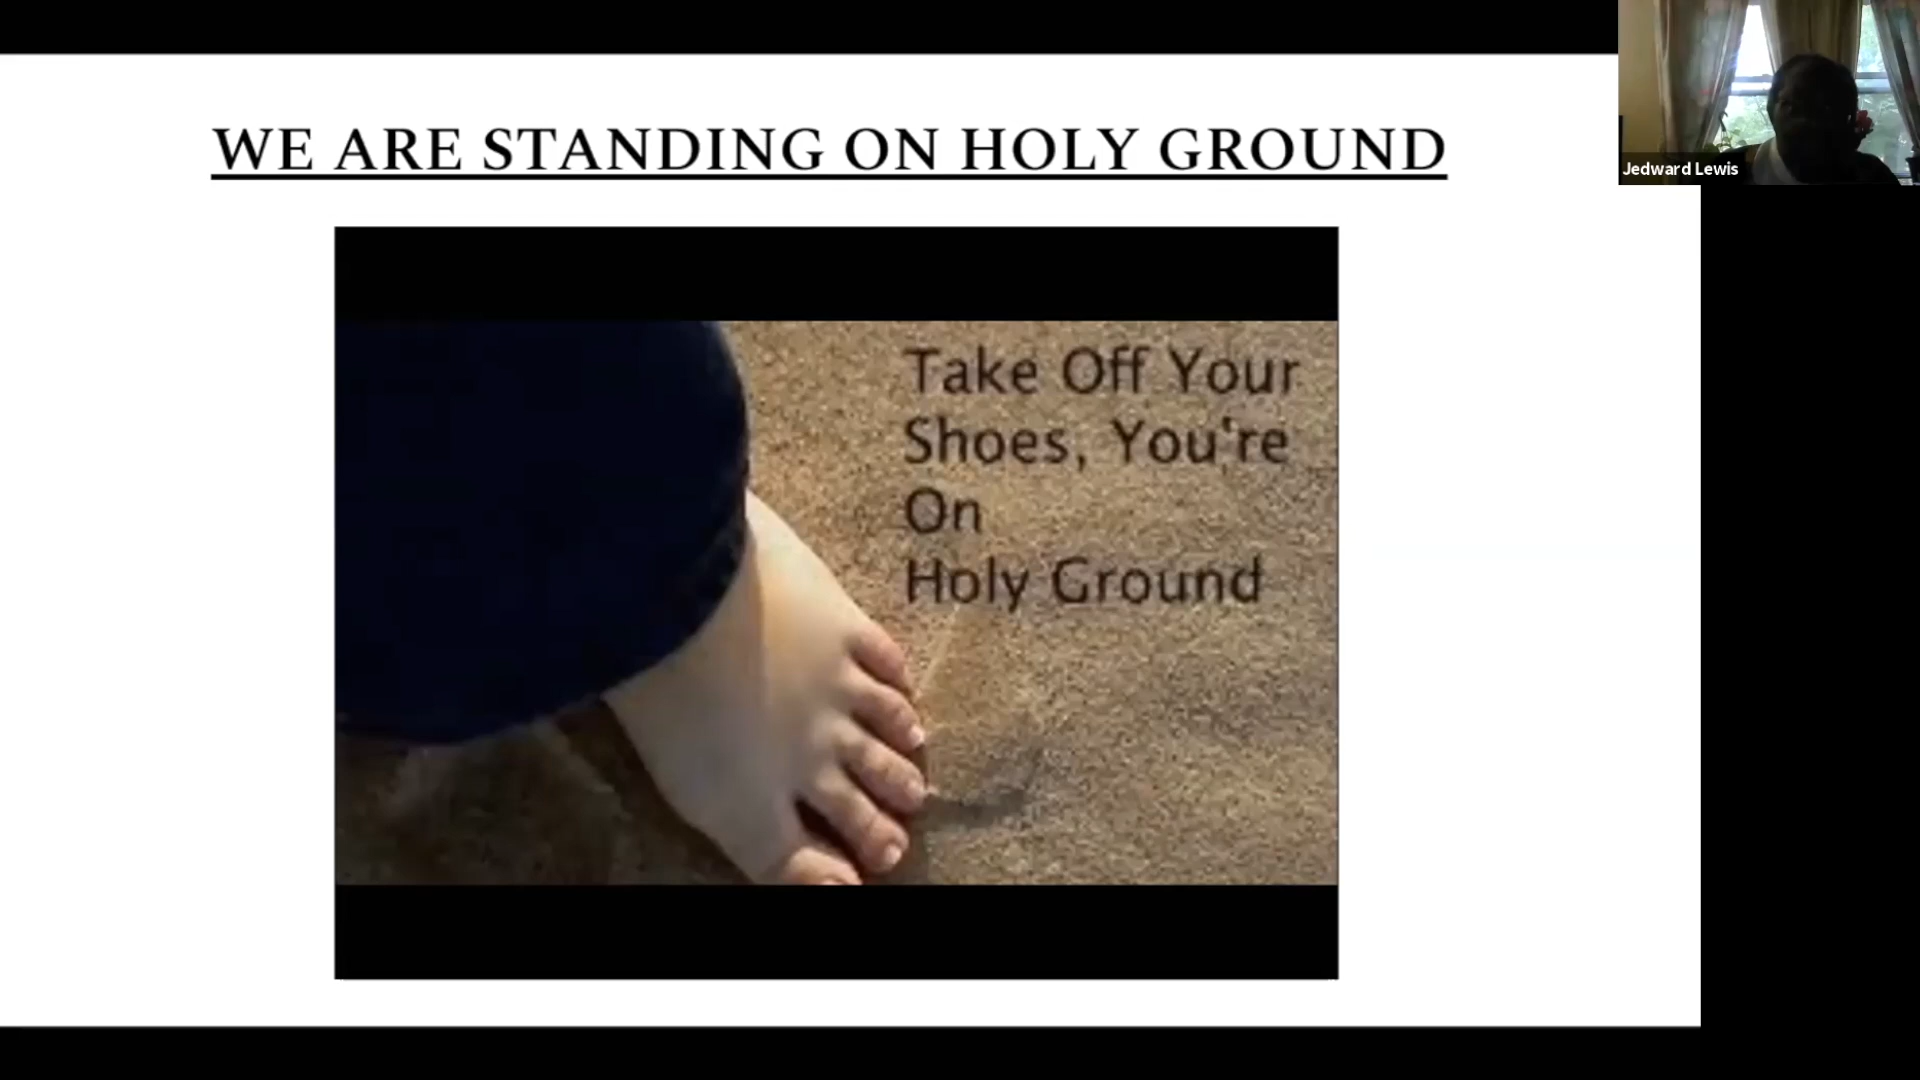 WE ARE STANDING ON HOLY GROUND
Jedward Lewis
Take Off Your
Shoes, You're
On
Holy Ground